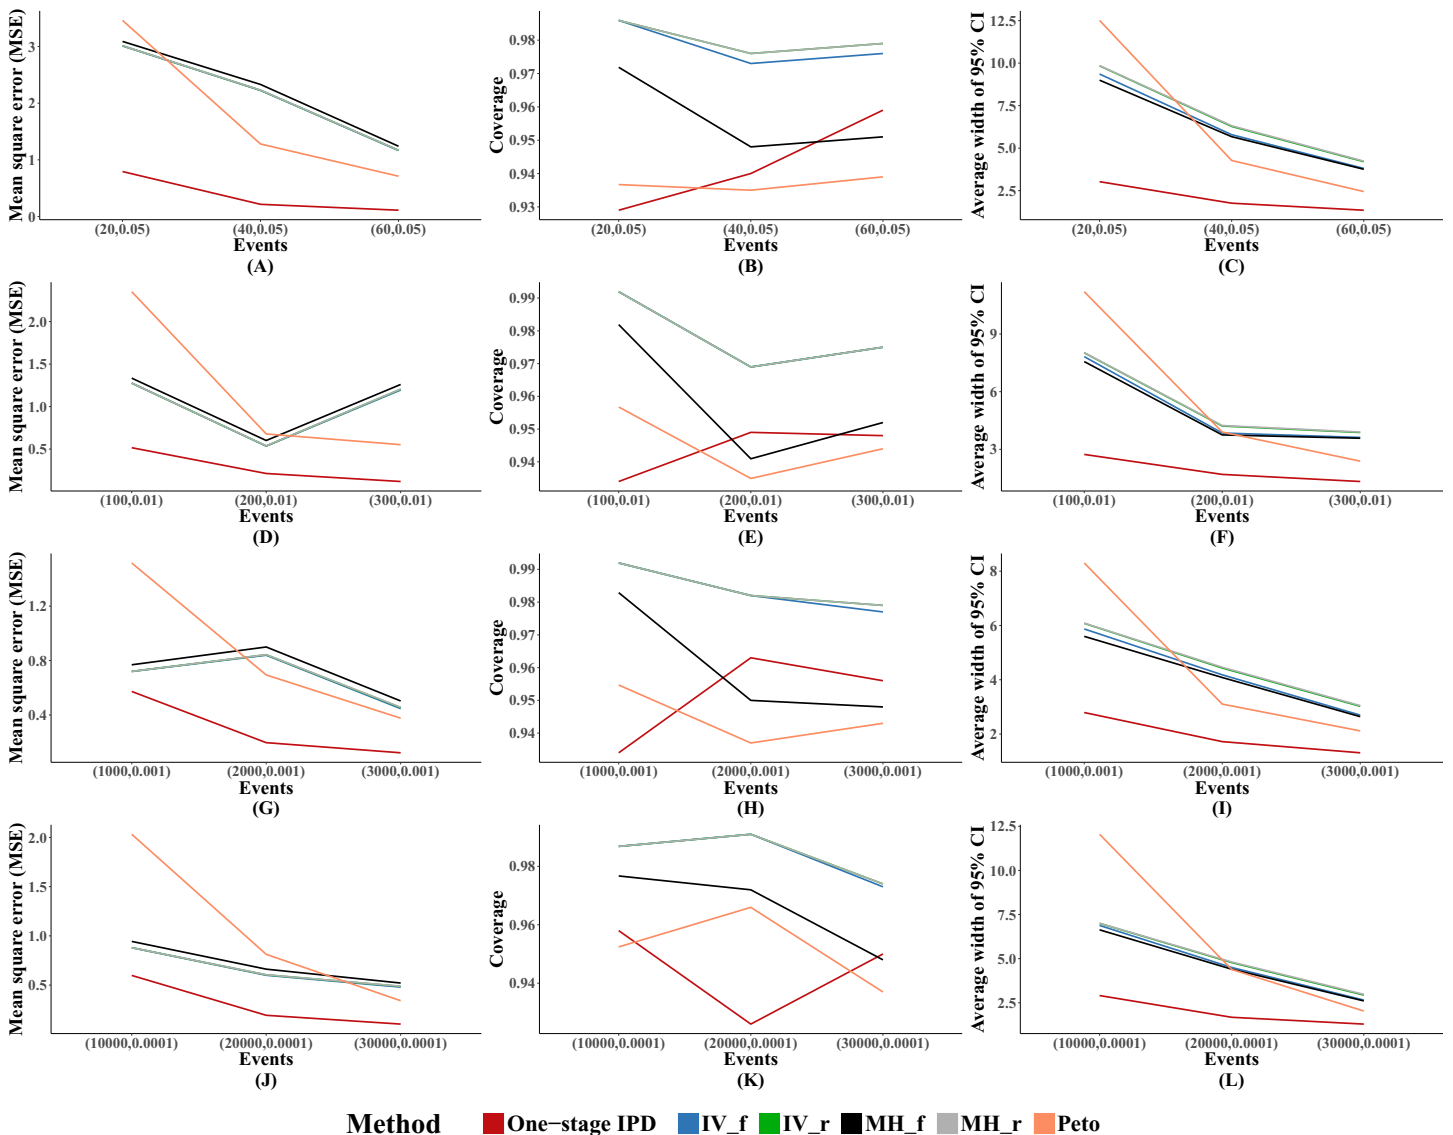 Mean square error (MSE)
3
2
1
0
(20,0.05) (40,0.05) (60,0.05)
Events
(A)
Coverage
0.98
0.97
0.96
0.95
0.94
0.93
(20,0.05) (40,0.05) (60,0.05)
Events
(B)
Average width of 95% CI
12.5
10.0
7.5
5.0
2.5
(20,0.05) (40,0.05) (60,0.05)
Events
(C)
Mean square error (MSE)
2.0
1.5
1.0
0.5
(100,0.01) (200,0.01) (300,0.01)
Events
(D)
Coverage
0.99
0.98
0.97
0.96
0.95
0.94
(100,0.01) (200,0.01) (300,0.01)
Events
(E)
Average width of 95% CI
9
6
3
(100,0.01) (200,0.01) (300,0.01)
Events
(F)
Mean square error (MSE)
1.2
0.8
0.4
(1000,0.001) (2000,0.001) (3000,0.001)
Events
(G)
Coverage
0.99
0.98
0.97
0.96
0.95
0.94
(1000,0.001) (2000,0.001) (3000,0.001)
Events
(H)
Average width of 95% CI
8
6
4
2
(1000,0.001) (2000,0.001) (3000,0.001)
Events
(I)
Mean square error (MSE)
2.0
1.5
1.0
0.5
(10000,0.0001) (20000,0.0001) (30000,0.0001)
Events
(J)
Coverage
0.98
0.96
0.94
(10000,0.0001) (20000,0.0001) (30000,0.0001)
Events
(K)
Average width of 95% CI
12.5
10.0
7.5
5.0
2.5
(10000,0.0001) (20000,0.0001) (30000,0.0001)
Events
(L)
Method One−stage IPD IV_f IV_r MH_f MH_r Peto